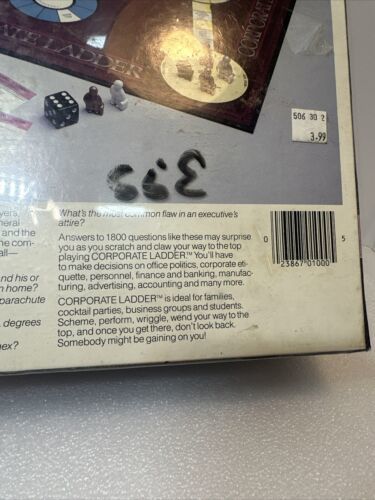 LADDER
CORPORATE
506 30 2
3.99
and the
com-
all—
and his or
home?
parachute
degrees
What's the most common flaw in an executive's
attire?
Answers to 1800 questions like these may surprise
you as you scratch and claw your way to the top
playing CORPORATE LADDER.™ You'll have
to make decisions on office politics, corporate eti-
quette, personnel, finance and banking, manufac-
turing, advertising, accounting and many more.
CORPORATE LADDER™ is ideal for families,
cocktail parties, business groups and students.
Scheme, perform, wriggle, wend your way to the
top, and once you get there, don't look back.
Somebody might be gaining on you!
0 23867 01000 5